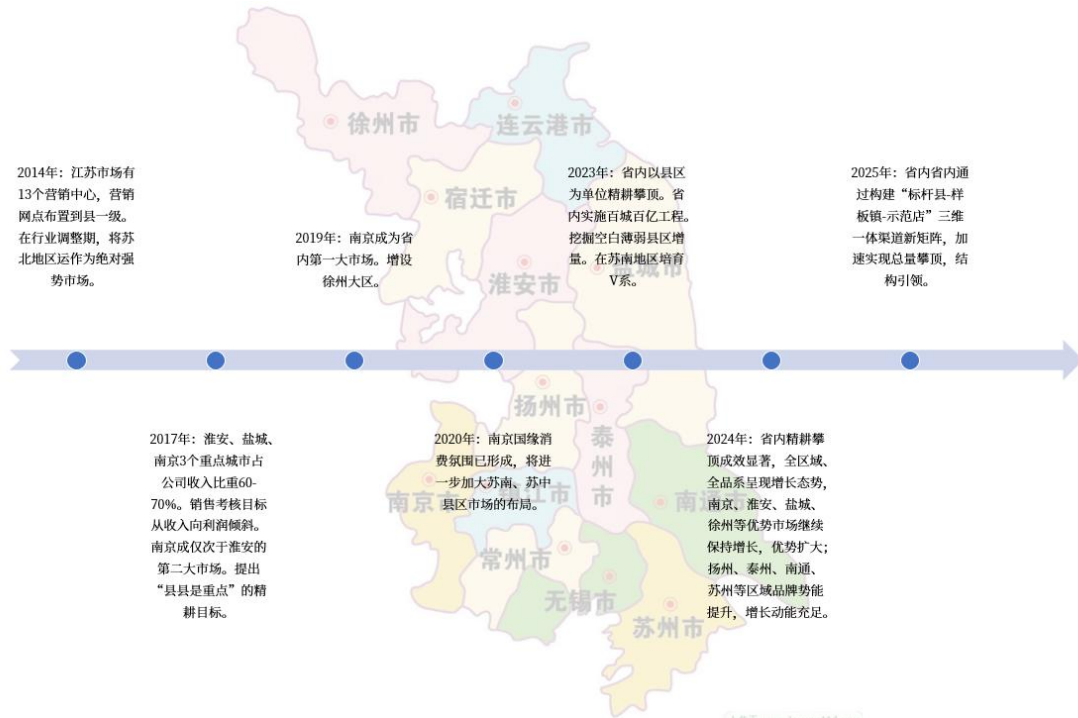 徐州市
连云港市
宿迁市
淮安市
盐城市
扬州市
泰州市
南京市
镇江市
南通市
常州市
无锡市
苏州市
2014年：江苏市场有
13个营销中心，营销
网点布置到县一级。
在行业调整期，将苏
北地区运作为绝对强
势市场。
2017年：淮安、盐城、
南京3个重点城市占
公司收入比重60-
70%。销售考核目标
从收入向利润倾斜。
南京成仅次于淮安的
第二大市场。提出
“县县是重点”的精
耕目标。
2019年：南京成为省
内第一大市场。增设
徐州大区。
2020年：南京国缘消
费氛围已形成，将进
一步加大苏南、苏中
县区市场的布局。
2023年：省内以县区
为单位精耕攀顶。省
内实施百城百亿工程。
挖掘空白薄弱县区增
量。在苏南地区培育
V系。
2024年：省内精耕攀
顶成效显著，全区域、
全品系呈现增长态势，
南京、淮安、盐城、
徐州等优势市场继续
保持增长，优势扩大；
扬州、泰州、南通、
苏州等区域品牌势能
提升，增长动能充足。
2025年：省内省内通
过构建“标杆县-样
板镇-示范店”三维
一体渠道新矩阵，加
速实现总量攀顶，结
构引领。